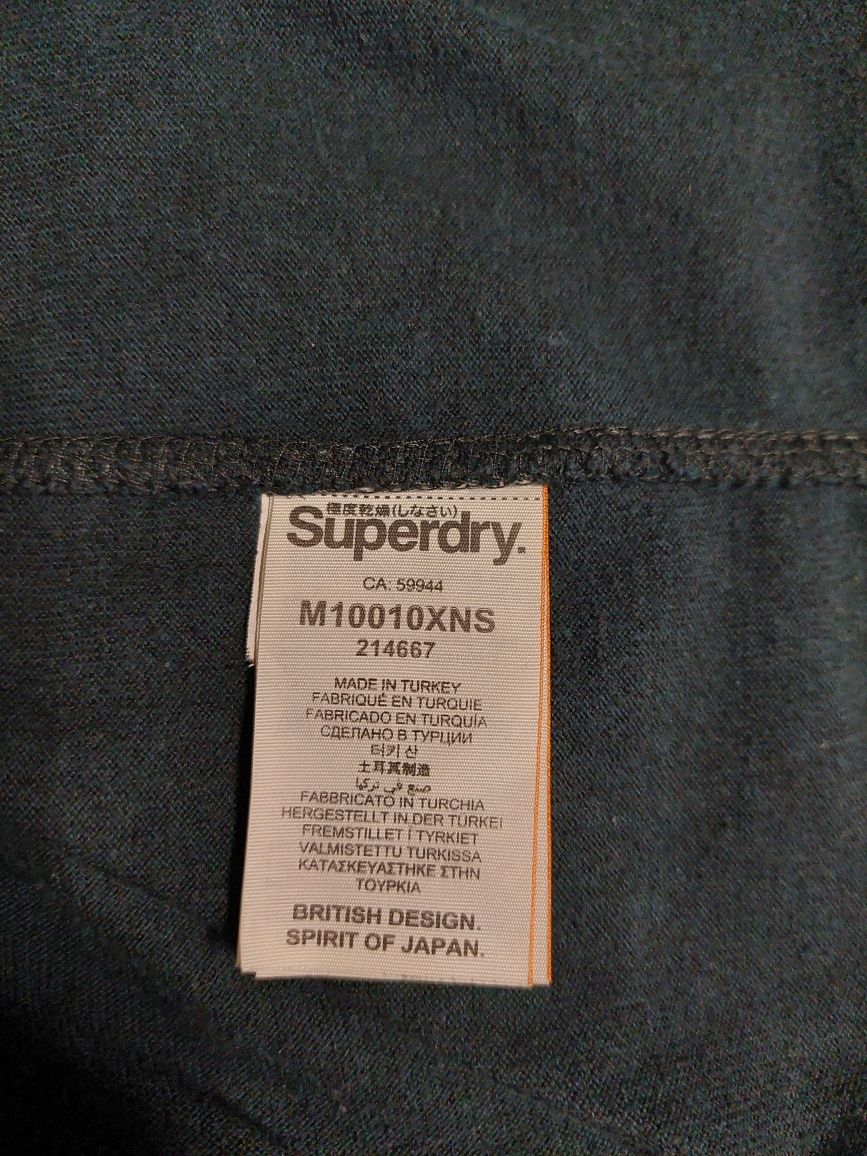 極度乾燥(しなさい)
Superdry.
CA. 59944
M10010XNS
214667
MADE IN TURKEY
FABRIQUÉ EN TURQUIE
FABRICADO EN TURQUÍA
СДЕЛАНО В ТУРЦИИ
터키 산
土耳其制造
صنع في تركيا
FABBRICATO IN TURCHIA
HERGESTELLT IN DER TÜRKEI
FREMSTILLET I TYRKIET
VALMISTETTU TURKISSA
ΚΑΤΑΣΚΕΥΑΣΤΗΚΕ ΣΤΗΝ
ΤΟΥΡΚΙΑ
BRITISH DESIGN.
SPIRIT OF JAPAN.